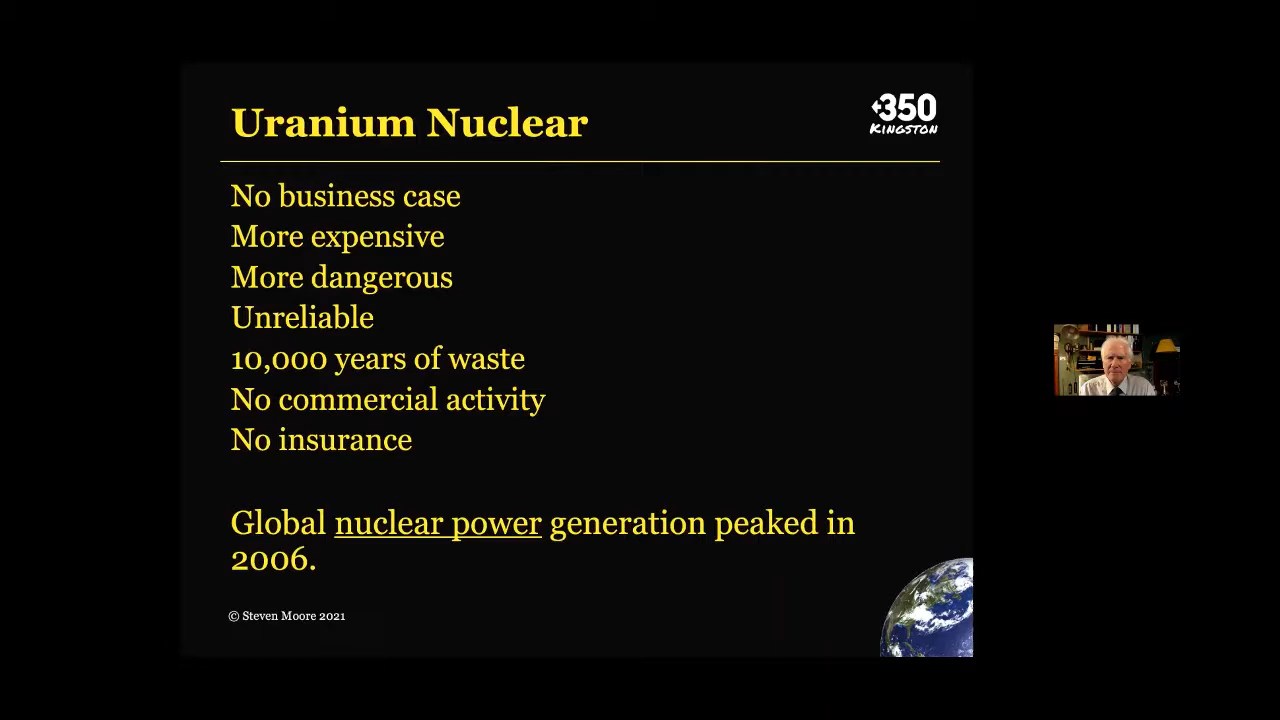 Uranium Nuclear
350
KINGSTON
No business case
More expensive
More dangerous
Unreliable
10,000 years of waste
No commercial activity
No insurance
Global nuclear power generation peaked in
2006.
© Steven Moore 2021